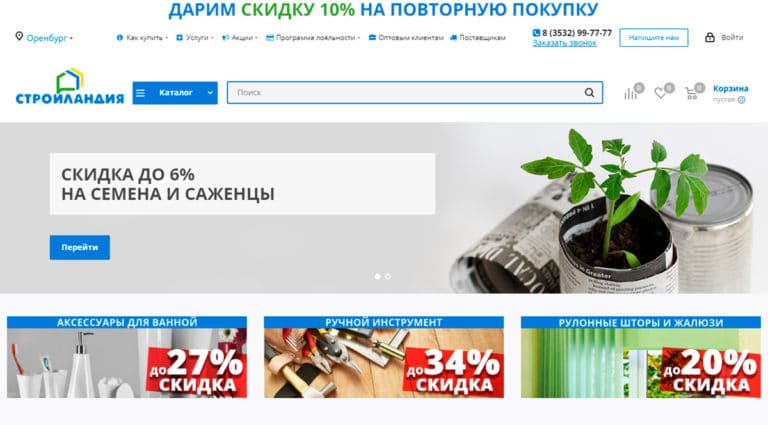 ДАРИМ СКИДКУ 10% НА ПОВТОРНУЮ ПОКУПКУ
Оренбург
Как купить
Услуги
Акции
Программа лояльности
Оптовым клиентам
Поставщикам
8 (3532) 99-77-77
Заказать звонок
Напишите нам
Войти
СТРОЙЛАНДИЯ
Каталог
Поиск
0
0
0
Корзина
пустая
СКИДКА ДО 6%
НА СЕМЕНА И САЖЕНЦЫ
Перейти
АКСЕССУАРЫ ДЛЯ ВАННОЙ
до 27%
СКИДКА
РУЧНОЙ ИНСТРУМЕНТ
до 34%
СКИДКА
РУЛОННЫЕ ШТОРЫ И ЖАЛЮЗИ
до 20%
СКИДКА